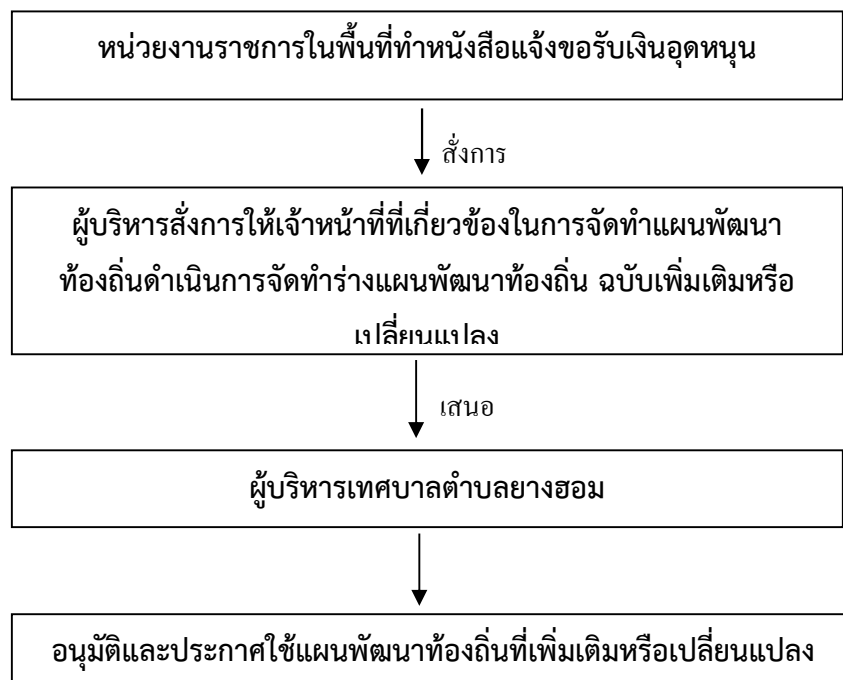 หน่วยงานราชการในพื้นที่ทำหนังสือแจ้งขอรับเงินอุดหนุน
สั่งการ
ผู้บริหารสั่งการให้เจ้าหน้าที่ที่เกี่ยวข้องในการจัดทำแผนพัฒนา
ท้องถิ่นดำเนินการจัดทำร่างแผนพัฒนาท้องถิ่น ฉบับเพิ่มเติมหรือ
เปลี่ยนแปลง
เสนอ
ผู้บริหารเทศบาลตำบลยางฮอม
อนุมัติและประกาศใช้แผนพัฒนาท้องถิ่นที่เพิ่มเติมหรือเปลี่ยนแปลง